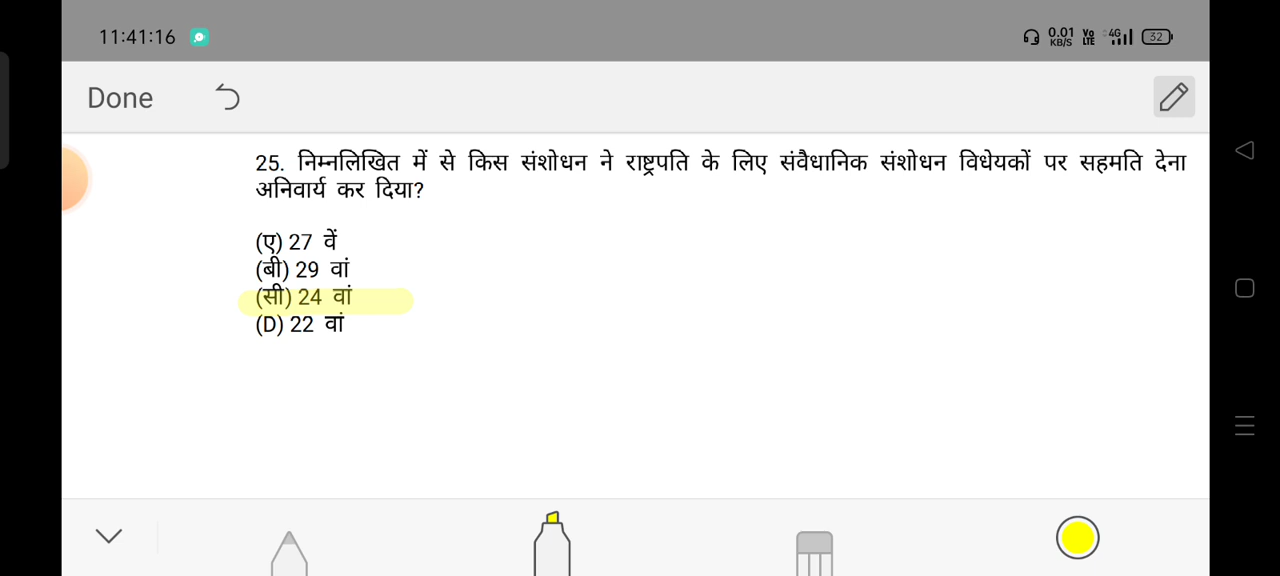 11:41:16
0.01 KB/S Vo LTE 4G 32
Done
25. निम्नलिखित में से किस संशोधन ने राष्ट्रपति के लिए संवैधानिक संशोधन विधेयकों पर सहमति देना
अनिवार्य कर दिया?
(ए) 27 वें
(बी) 29 वां
(सी) 24 वां
(D) 22 वां